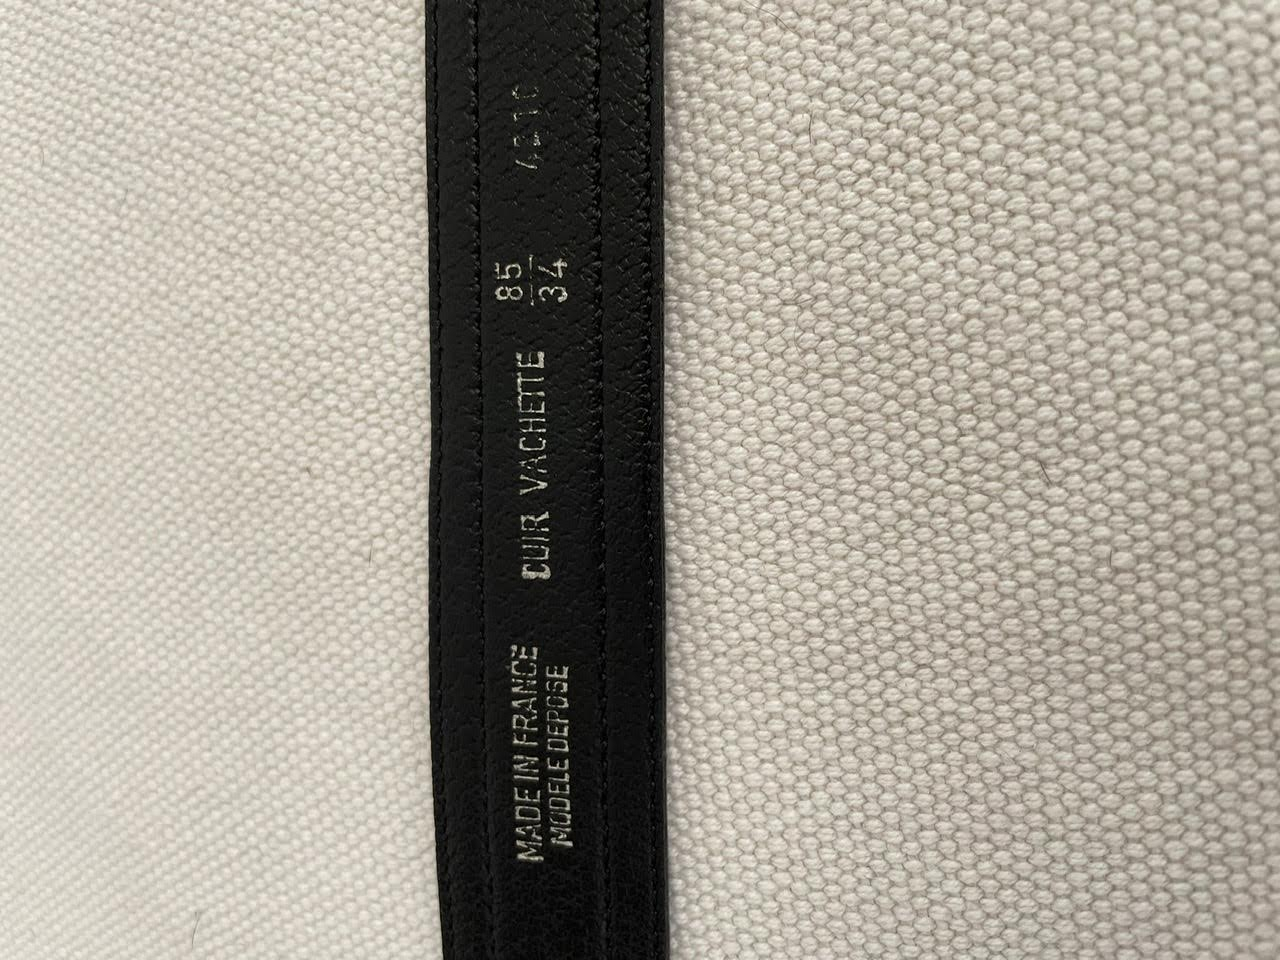 MADE IN FRANCE
MODELE DEPOSE
CUIR VACHETTE
85
34